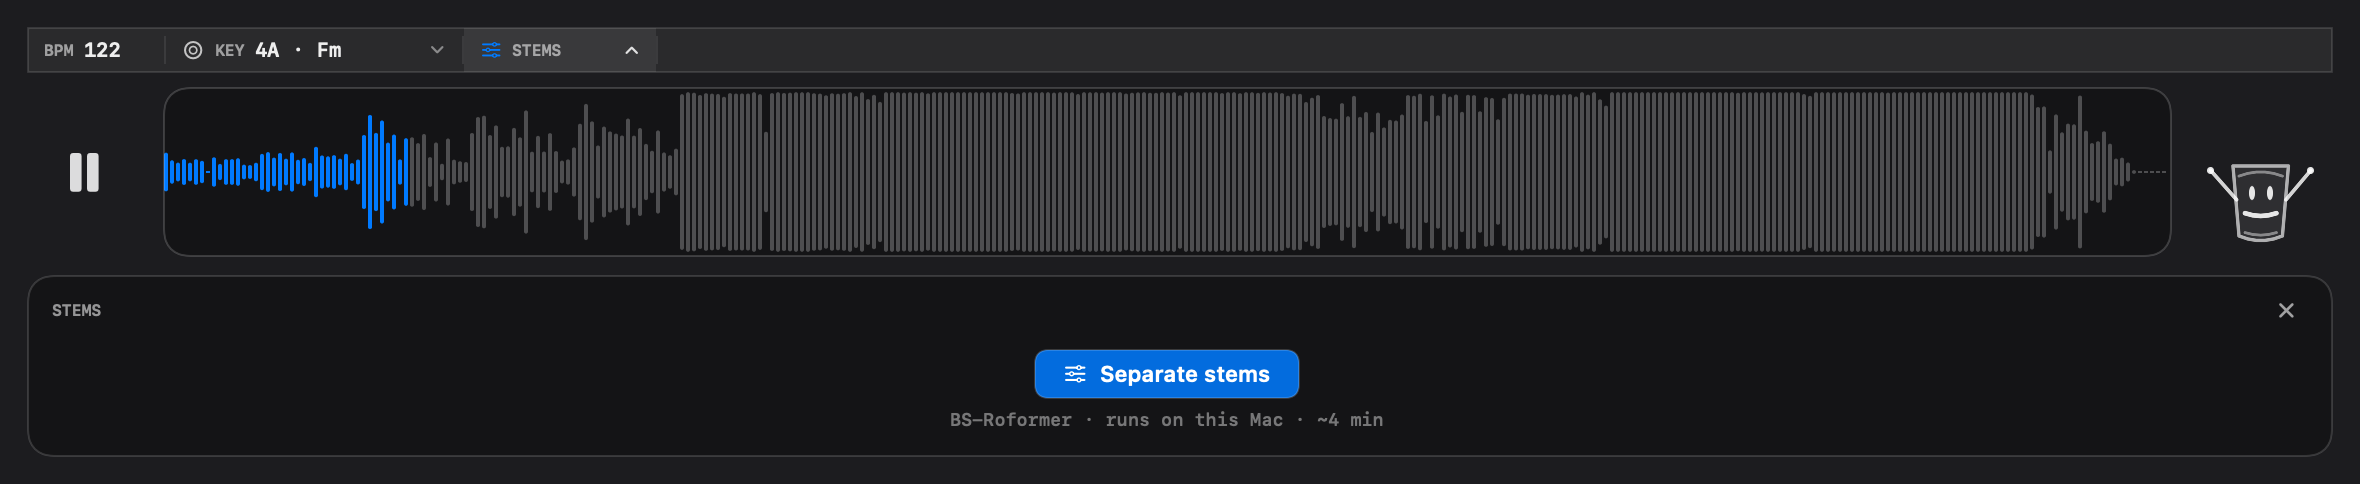 BPM 122 KEY 4A · Fm STEMS
STEMS
Separate stems
BS-Roformer · runs on this Mac · ~4 min